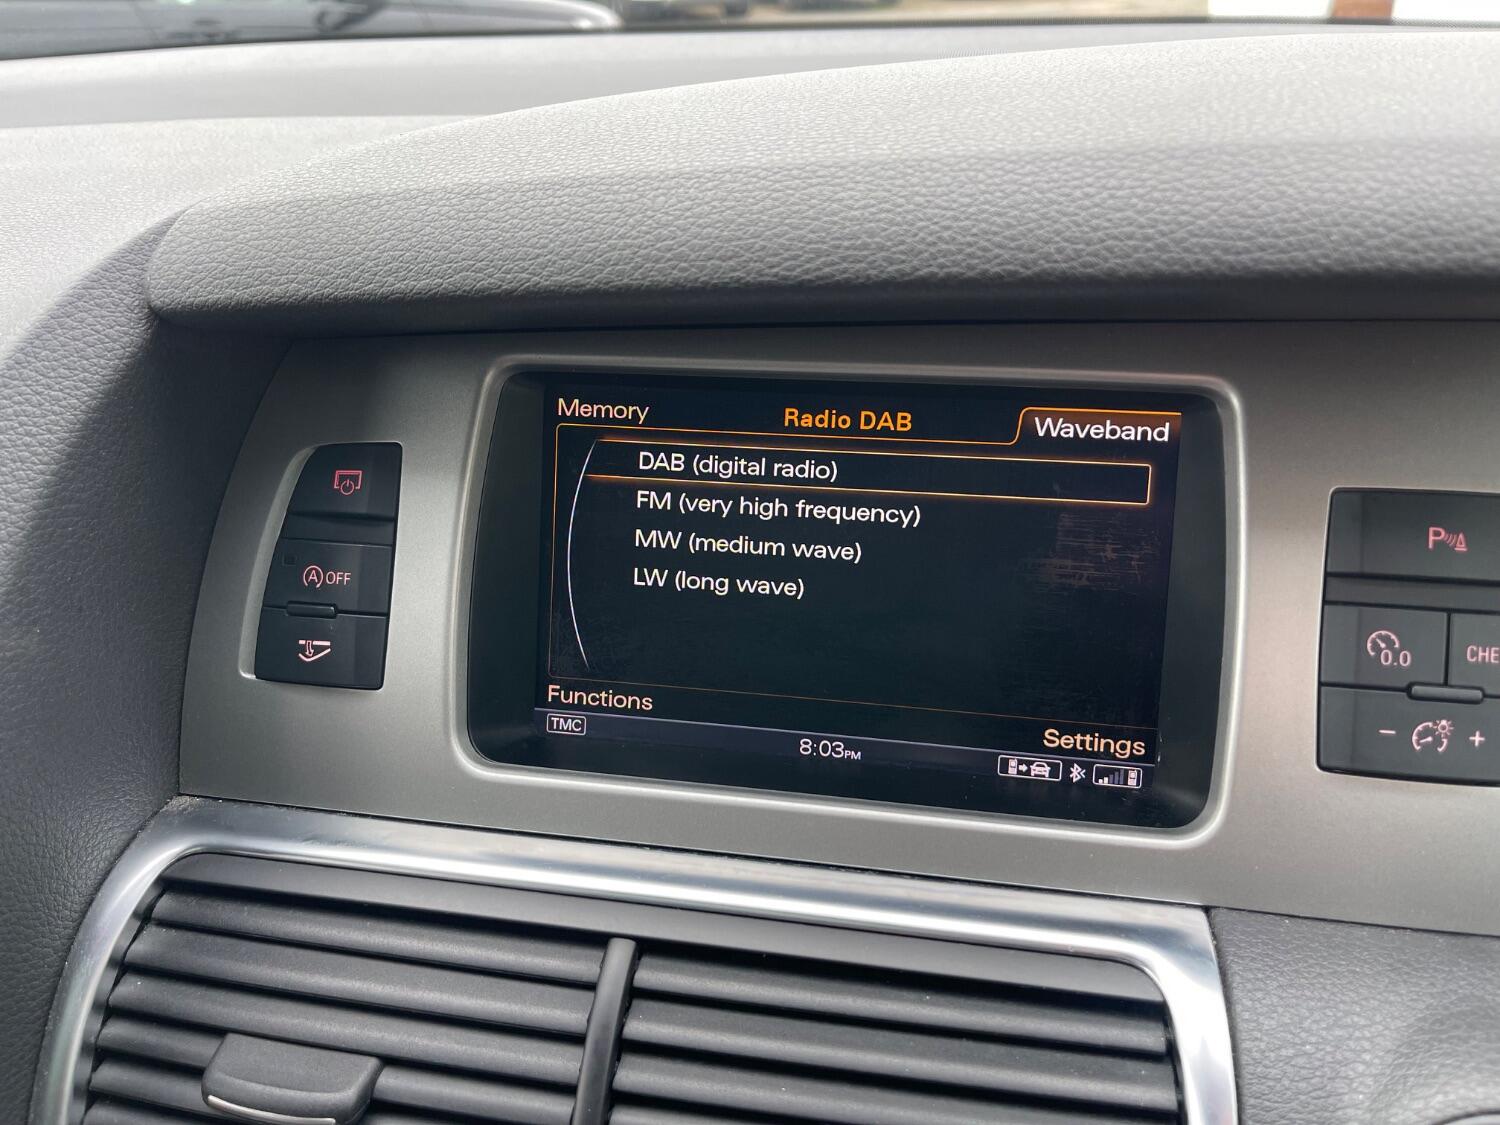 Memory
Radio DAB
Waveband
DAB (digital radio)
FM (very high frequency)
MW (medium wave)
LW (long wave)
Functions
Settings
TMC
8:03PM
A OFF
P
0.0
CHE
- +